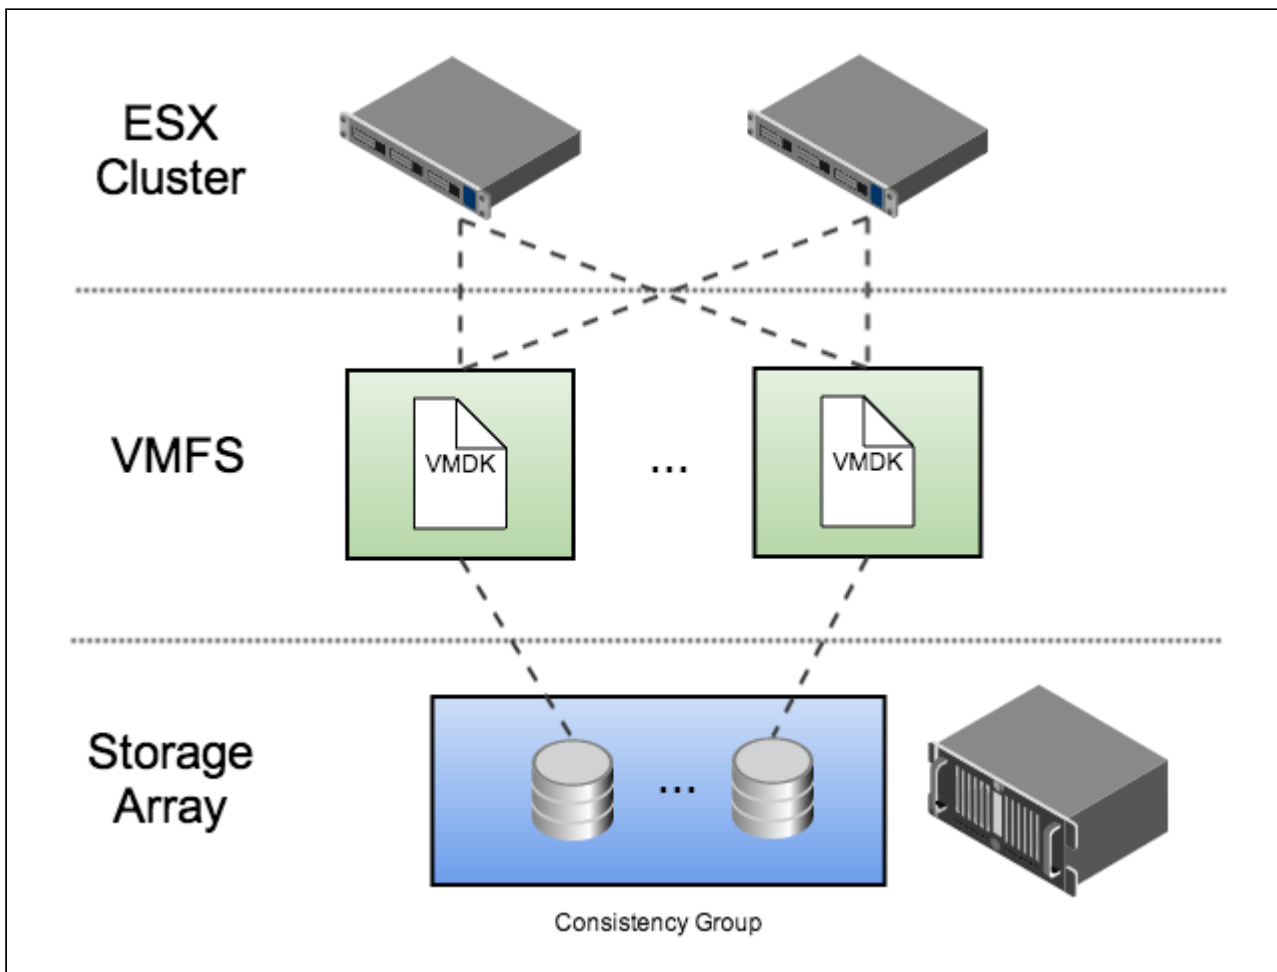 ESX
Cluster
VMFS
VMDK
...
VMDK
Storage
Array
...
Consistency Group